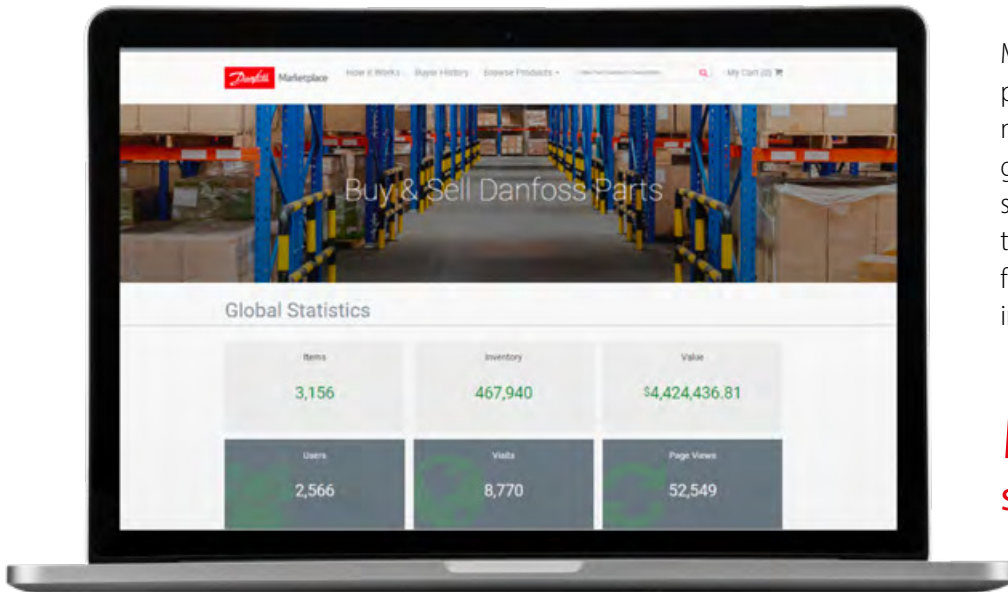 Danfoss Marketplace How it Works Buyer History Browse Products My Cart (0)
Buy & Sell Danfoss Parts
Global Statistics
Items Inventory Value
3,156 467,940 $4,424,436.81
Users Visits Page Views
2,566 8,770 52,549